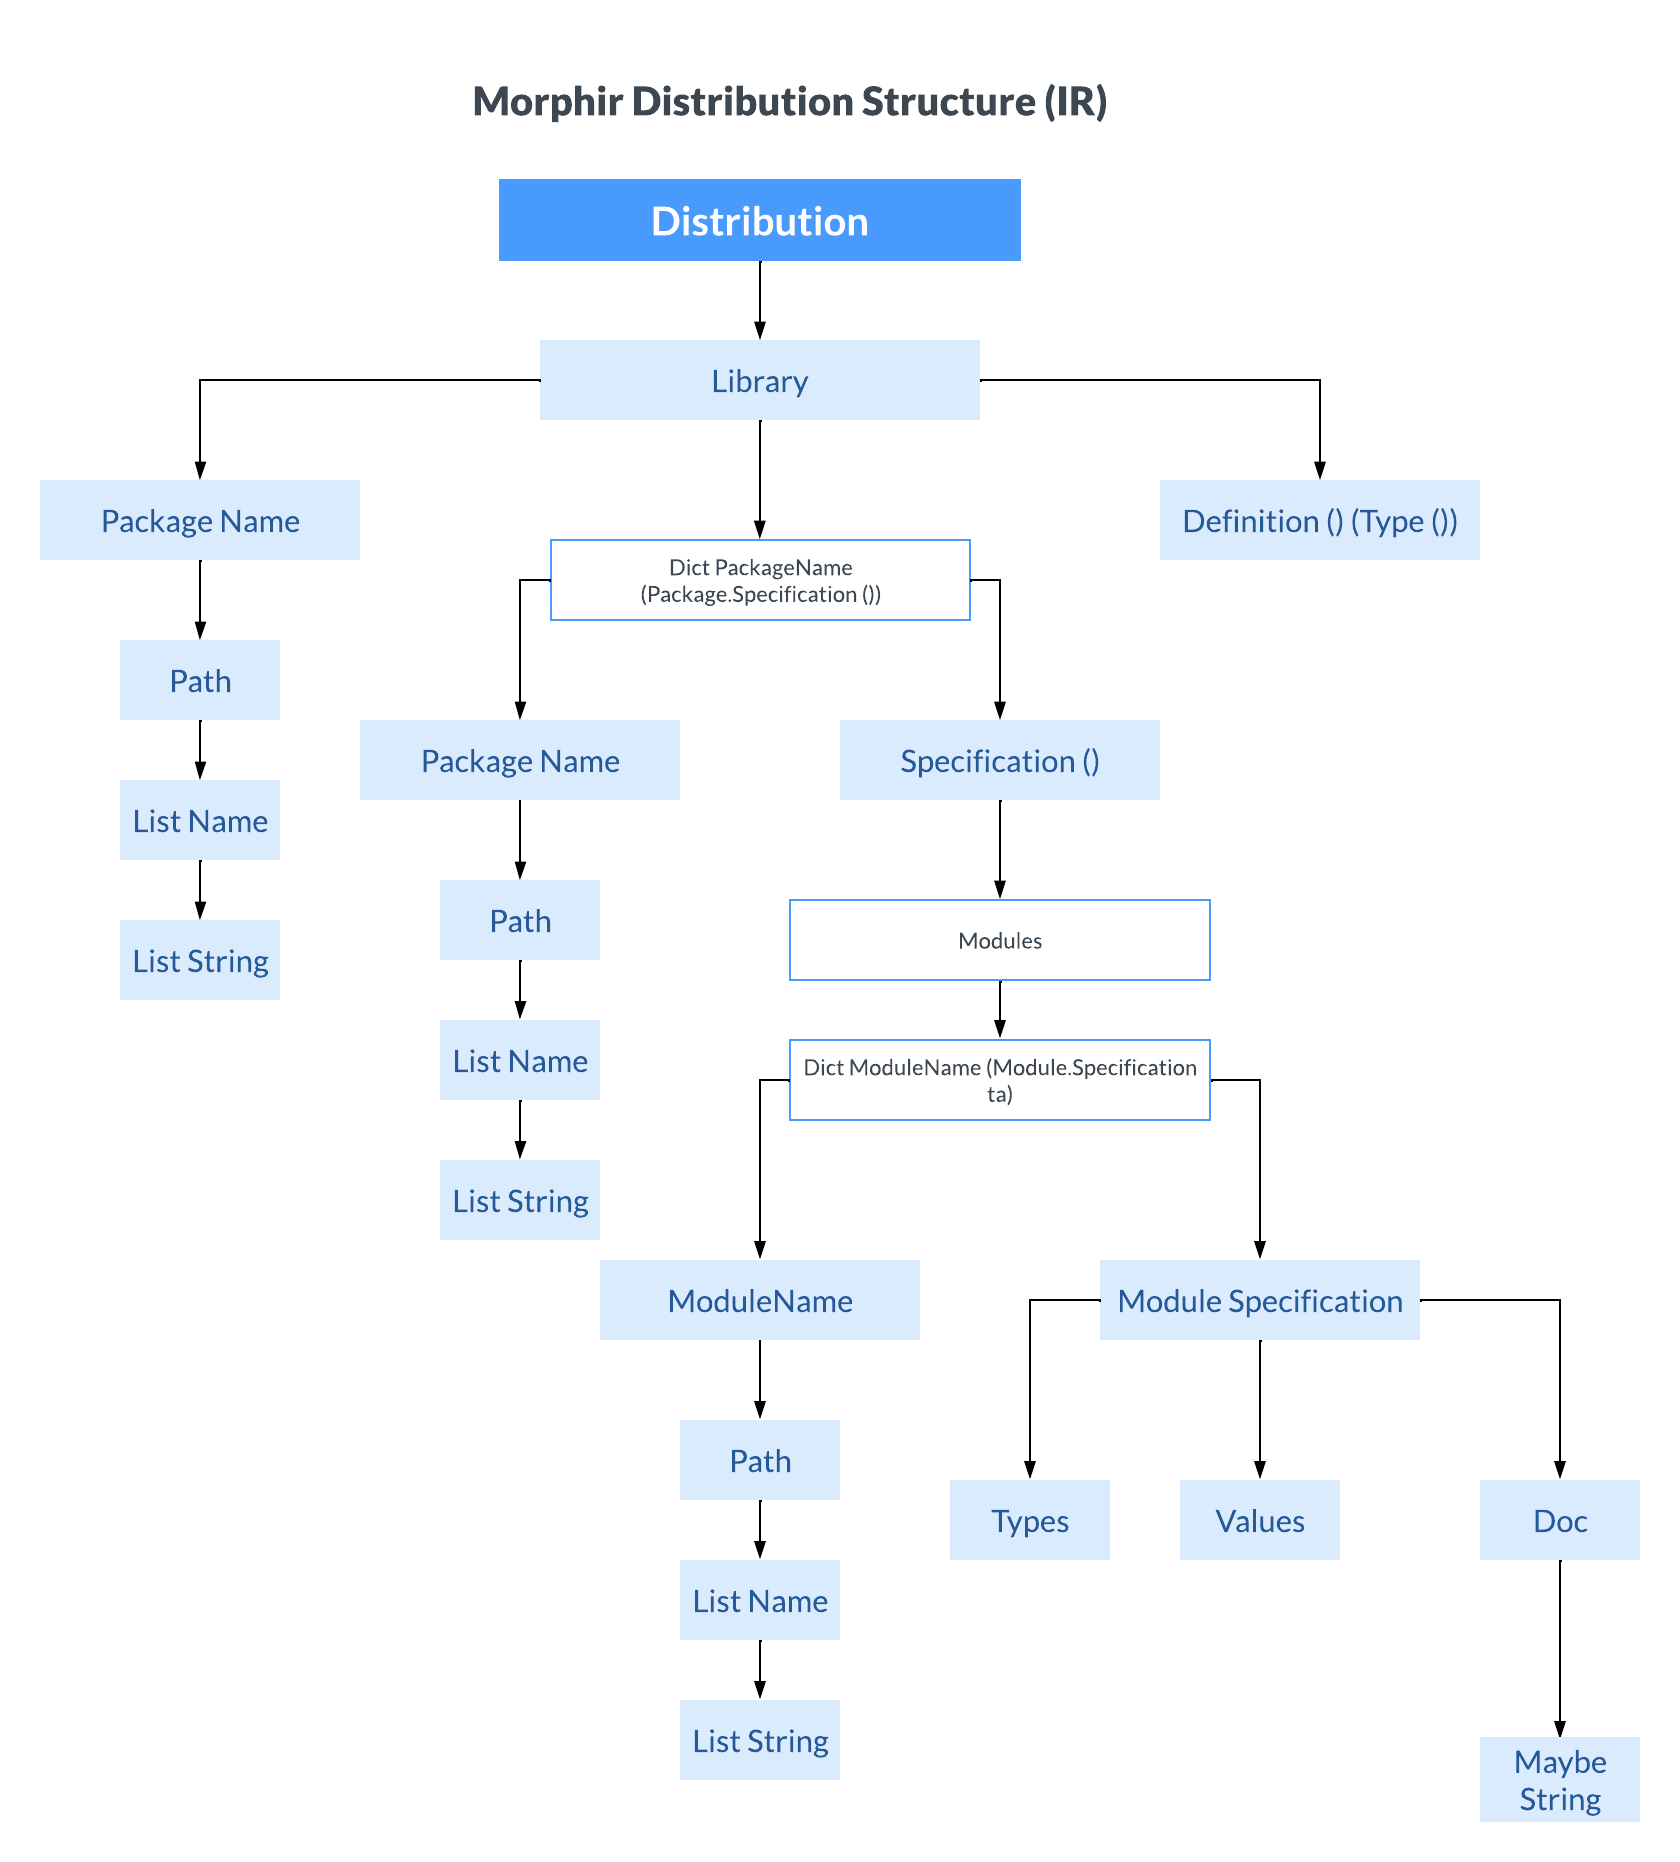 Morphir Distribution Structure (IR)
Distribution
Library
Package Name
Definition () (Type ())
Dict PackageName
(Package.Specification ())
Path
Package Name
Specification ()
List Name
Path
Modules
List String
List Name
Dict ModuleName (Module.Specification
ta)
List String
ModuleName
Module Specification
Path
Types
Values
Doc
List Name
List String
Maybe
String